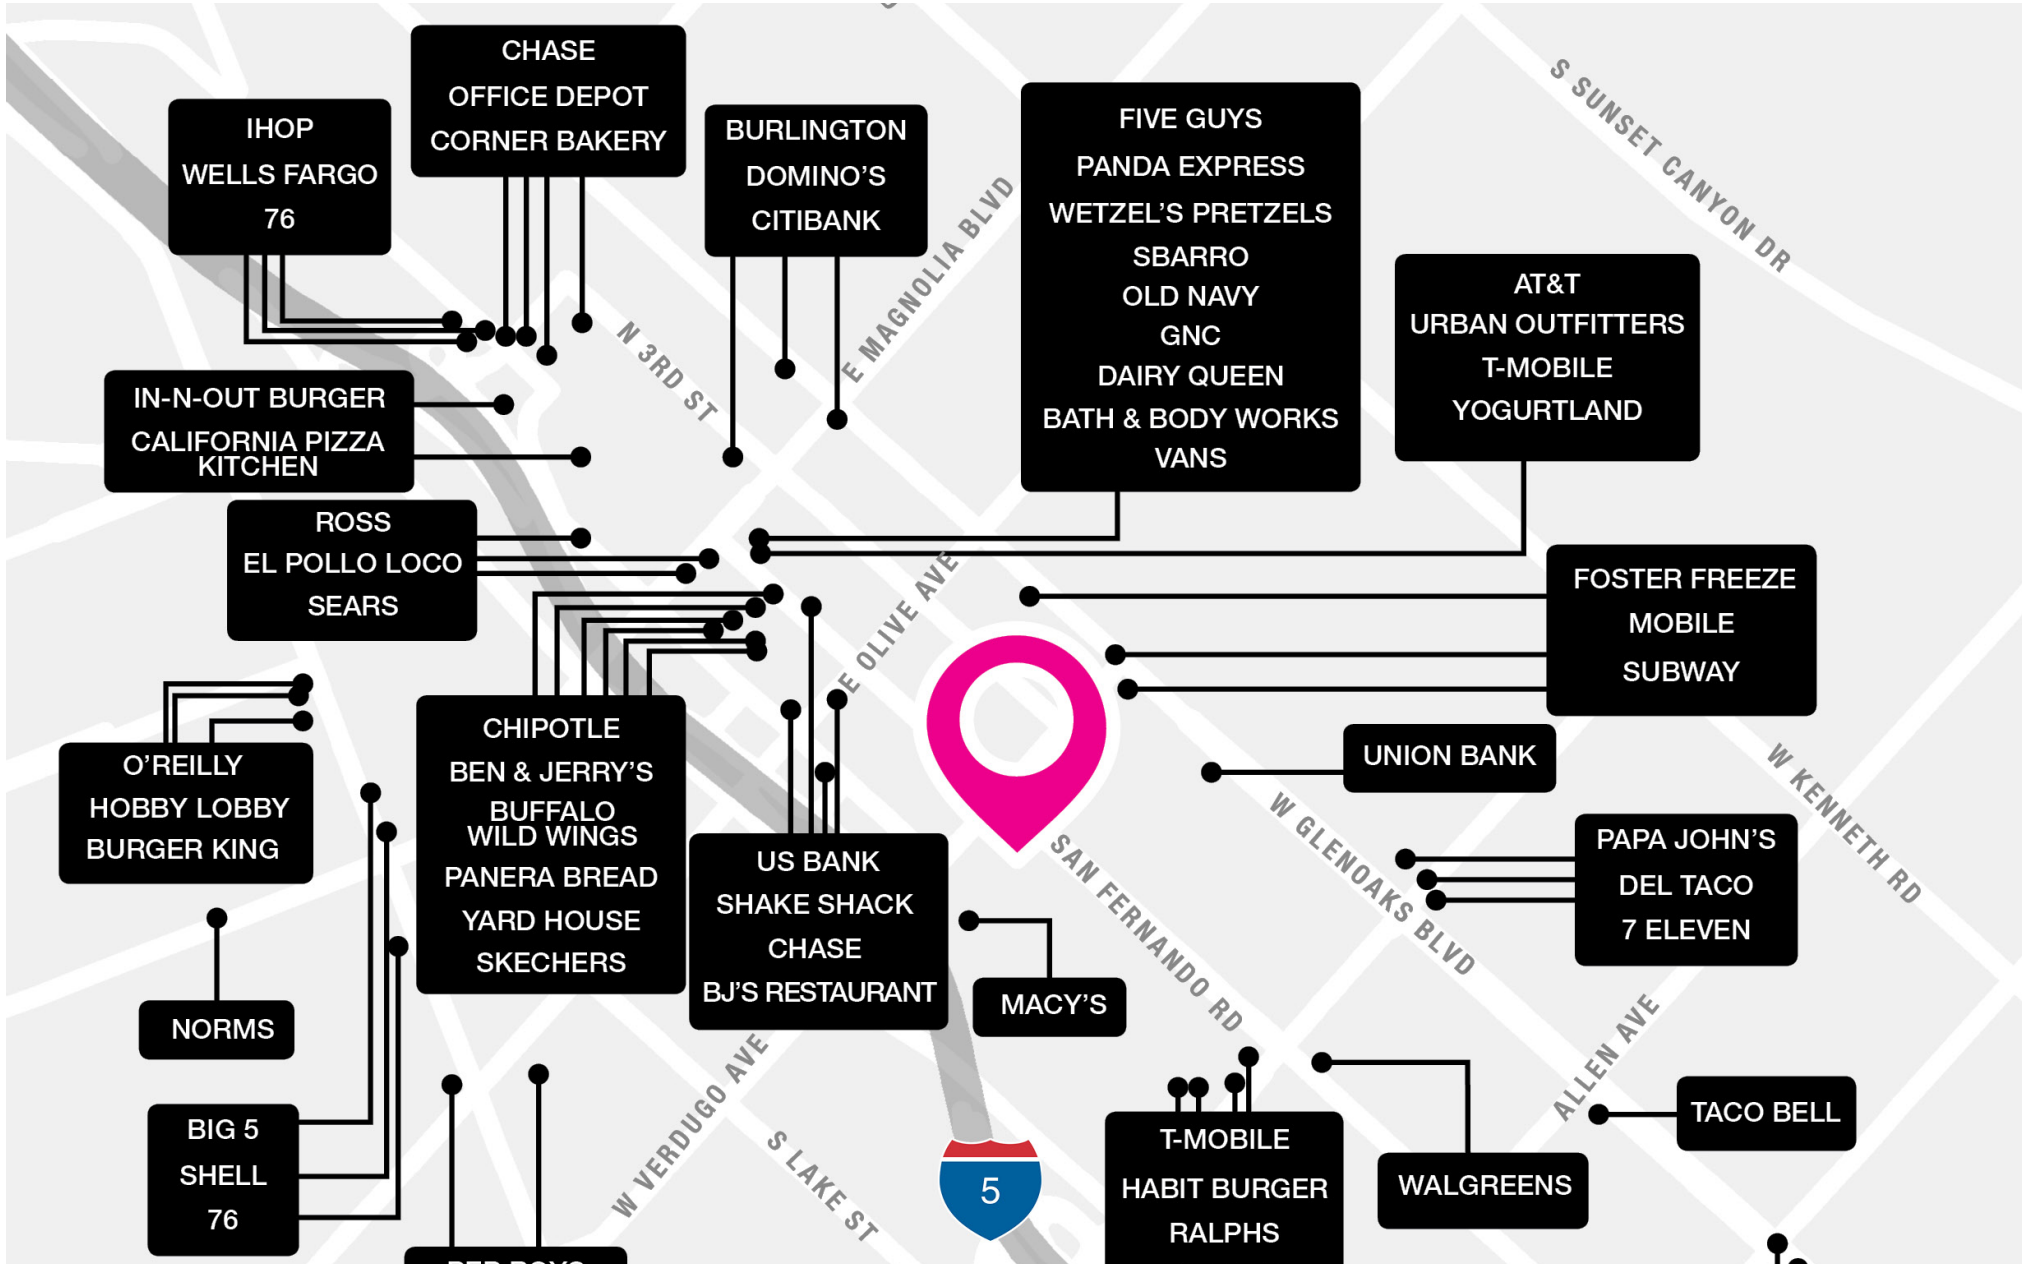 CHASE
OFFICE DEPOT
CORNER BAKERY
IHOP
WELLS FARGO
76
BURLINGTON
DOMINO’S
CITIBANK
FIVE GUYS
PANDA EXPRESS
WETZEL’S PRETZELS
SBARRO
OLD NAVY
GNC
DAIRY QUEEN
BATH & BODY WORKS
VANS
S SUNSET CANYON DR
E MAGNOLIA BLVD
AT&T
URBAN OUTFITTERS
T-MOBILE
YOGURTLAND
N 3RD ST
IN-N-OUT BURGER
CALIFORNIA PIZZA
KITCHEN
ROSS
EL POLLO LOCO
SEARS
E OLIVE AVE
FOSTER FREEZE
MOBILE
SUBWAY
O’REILLY
HOBBY LOBBY
BURGER KING
CHIPOTLE
BEN & JERRY’S
BUFFALO
WILD WINGS
PANERA BREAD
YARD HOUSE
SKECHERS
US BANK
SHAKE SHACK
CHASE
BJ’S RESTAURANT
UNION BANK
W KENNETH RD
W GLENOAKS BLVD
PAPA JOHN’S
DEL TACO
7 ELEVEN
SAN FERNANDO RD
MACY’S
NORMS
ALLEN AVE
W VERDUGO AVE
S LAKE ST
BIG 5
SHELL
76
5
T-MOBILE
HABIT BURGER
RALPHS
WALGREENS
TACO BELL